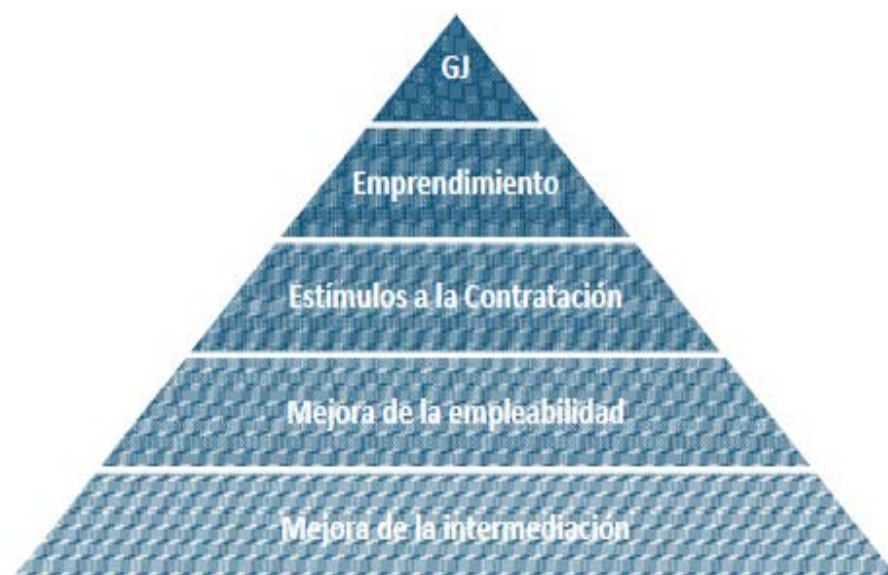 GJ
Emprendimiento
Estímulos a la Contratación
Mejora de la empleabilidad
Mejora de la intermediación